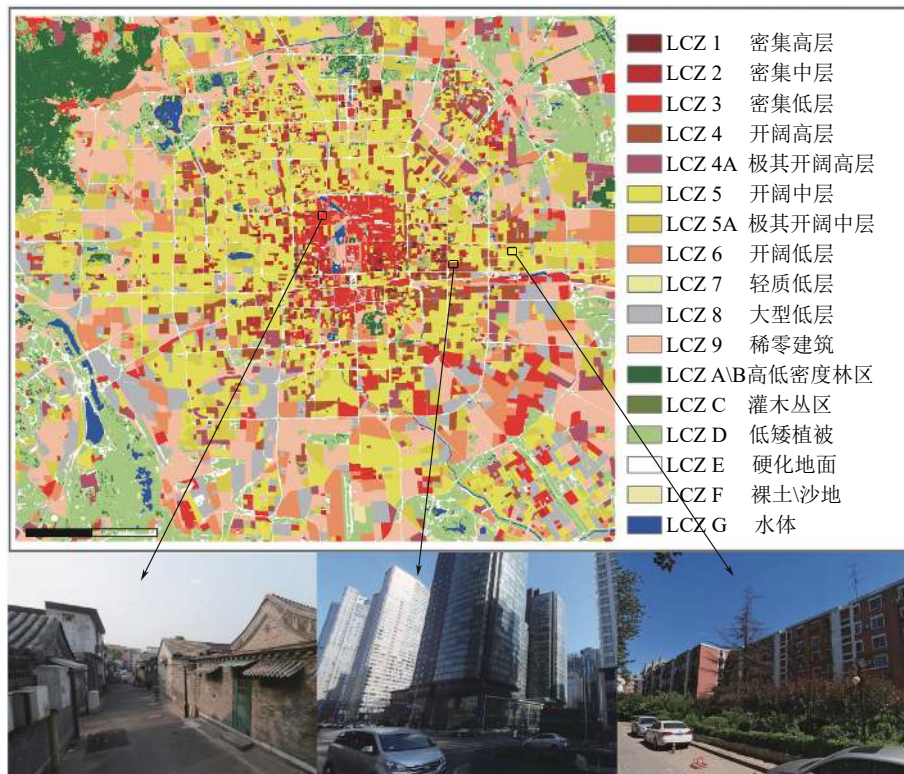 LCZ 1 密集高层
LCZ 2 密集中层
LCZ 3 密集低层
LCZ 4 开阔高层
LCZ 4A 极其开阔高层
LCZ 5 开阔中层
LCZ 5A 极其开阔中层
LCZ 6 开阔低层
LCZ 7 轻质低层
LCZ 8 大型低层
LCZ 9 稀零建筑
LCZ A\B高低密度林区
LCZ C 灌木丛区
LCZ D 低矮植被
LCZ E 硬化地面
LCZ F 裸土\沙地
LCZ G 水体